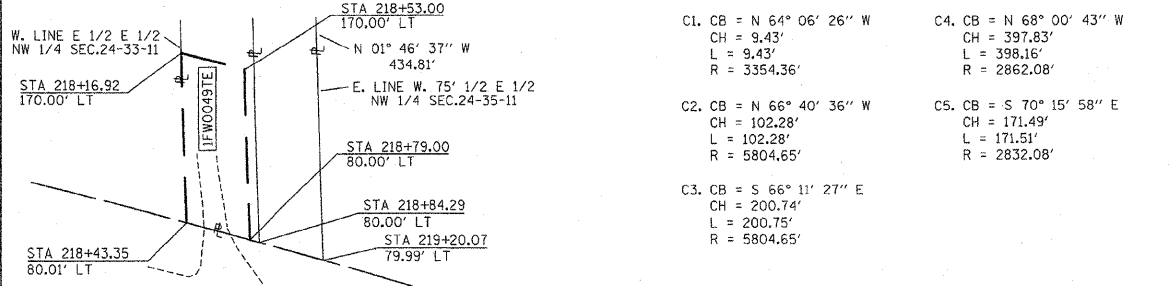 STA 218+53.00
170.00' LT
W. LINE E 1/2 E 1/2
NW 1/4 SEC.24-33-11
N 01° 46' 37" W
434.81'
STA 218+16.92
170.00' LT
E. LINE W. 75' 1/2 E 1/2
NW 1/4 SEC.24-35-11
1FW0049TE
STA 218+79.00
80.00' LT
STA 218+84.29
80.00' LT
STA 219+20.07
79.99' LT
STA 218+43.35
80.01' LT
C1. CB = N 64° 06' 26" W
CH = 9.43'
L = 9.43'
R = 3354.36'
C2. CB = N 66° 40' 36" W
CH = 102.28'
L = 102.28'
R = 5804.65'
C3. CB = S 66° 11' 27" E
CH = 200.74'
L = 200.75'
R = 5804.65'
C4. CB = N 68° 00' 43" W
CH = 397.83'
L = 398.16'
R = 2862.08'
C5. CB = S 70° 15' 58" E
CH = 171.49'
L = 171.51'
R = 2832.08'